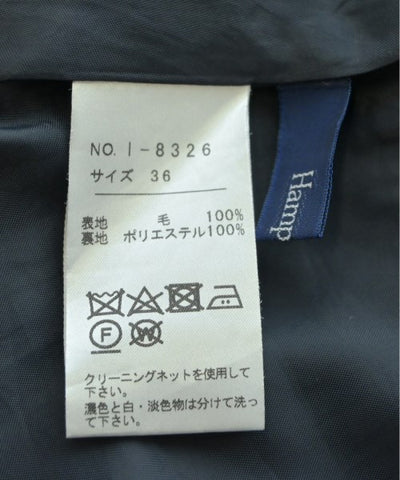 NO. I-8326
サイズ 36
表地 毛 100%
裏地 ポリエステル100%
F W
クリーニングネットを使用して
下さい。
濃色と白・淡色物は分けて洗っ
て下さい。
Hamp